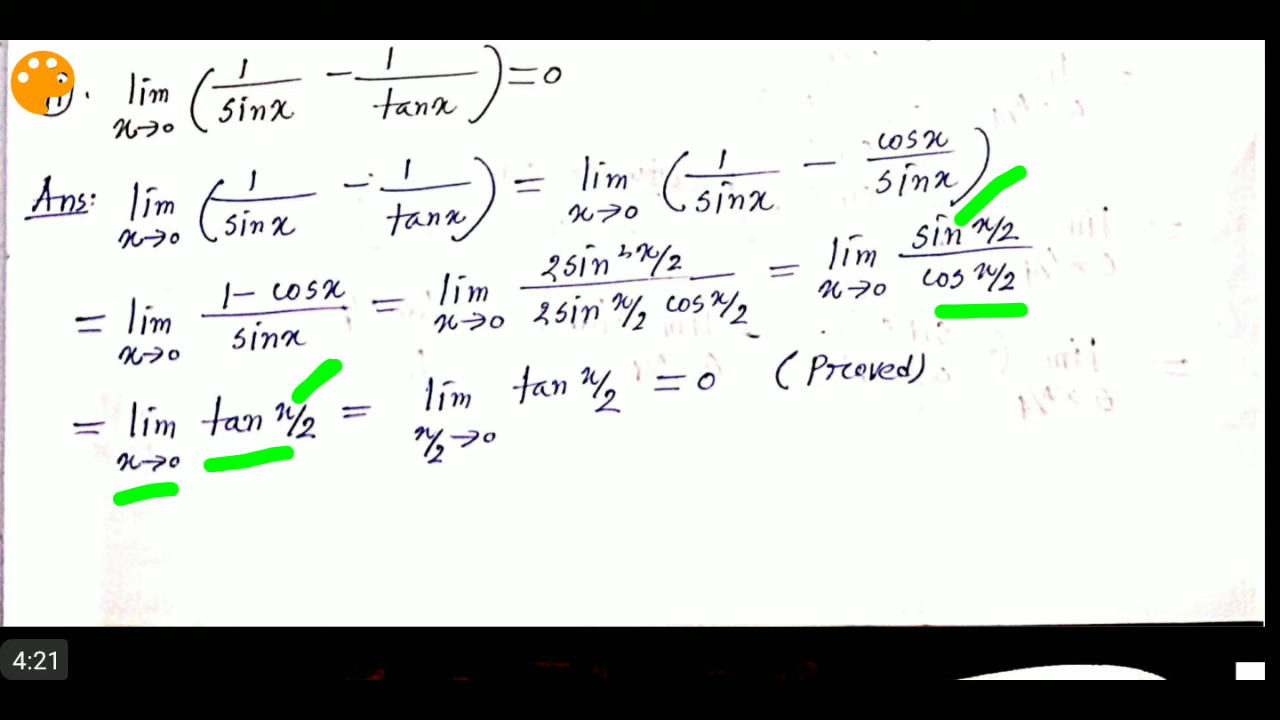 ii). lim x→0 (1/sinx - 1/tanx) = 0
Ans: lim x→0 (1/sinx - 1/tanx) = lim x→0 (1/sinx - cosx/sinx)
= lim x→0 (1 - cosx)/sinx = lim x→0 2sin²x/2 / 2sin x/2 cos x/2 = lim x→0 sin x/2 / cos x/2
= lim x→0 tan x/2 = lim x/2→0 tan x/2 = 0 (Proved)
4:21